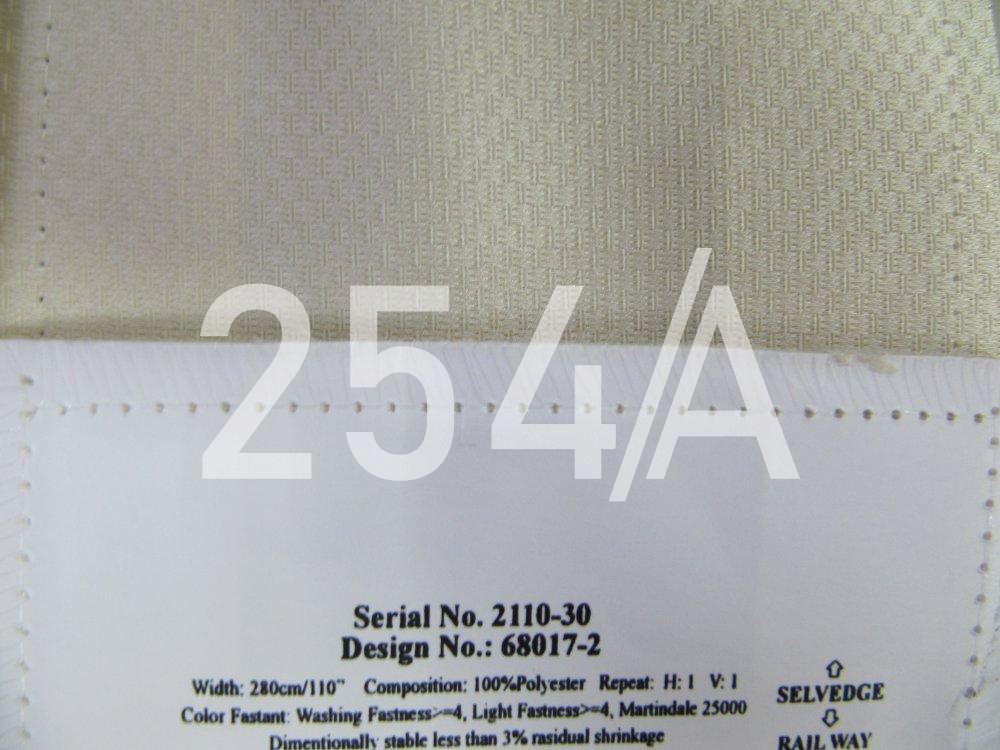 254/A
Serial No. 2110-30
Design No.: 68017-2
Width: 280cm/110" Composition: 100%Polyester Repeat: H: 1 V: 1
Color Fastant: Washing Fastness>=4, Light Fastness>=4, Martindale 25000
Dimentionally stable less than 3% rasidual shrinkage
⇧
SELVEDGE
⇩
RAIL WAY